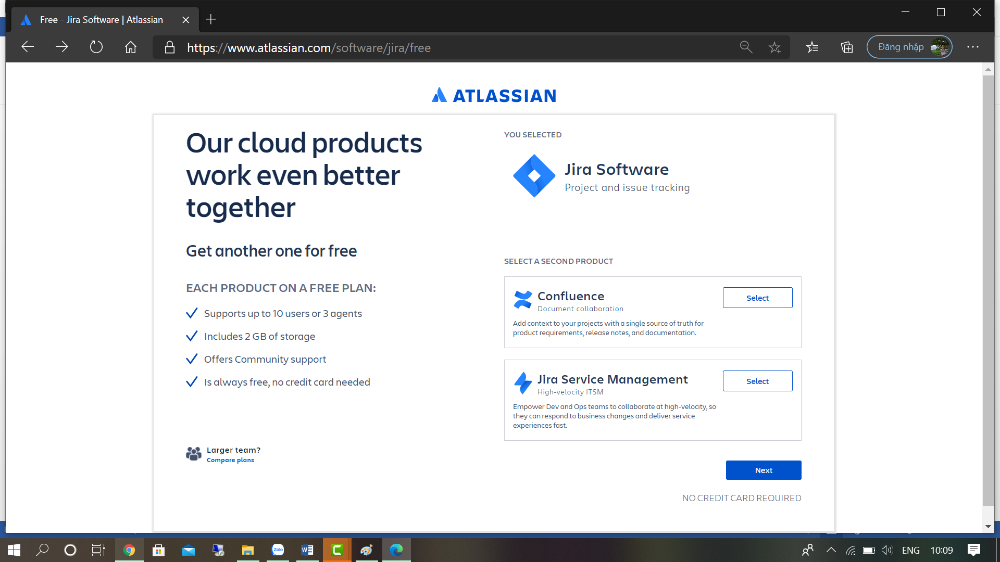 Free - Jira Software | Atlassian
https://www.atlassian.com/software/jira/free
Đăng nhập
ATLASSIAN
Our cloud products
work even better
together
Get another one for free
EACH PRODUCT ON A FREE PLAN:
Supports up to 10 users or 3 agents
Includes 2 GB of storage
Offers Community support
Is always free, no credit card needed
Larger team?
Compare plans
YOU SELECTED
Jira Software
Project and issue tracking
SELECT A SECOND PRODUCT
Confluence
Document collaboration
Select
Add context to your projects with a single source of truth for
product requirements, release notes, and documentation.
Jira Service Management
High-velocity ITSM
Select
Empower Dev and Ops teams to collaborate at high-velocity, so
they can respond to business changes and deliver service
experiences fast.
Next
NO CREDIT CARD REQUIRED
Zalo
ENG
10:09